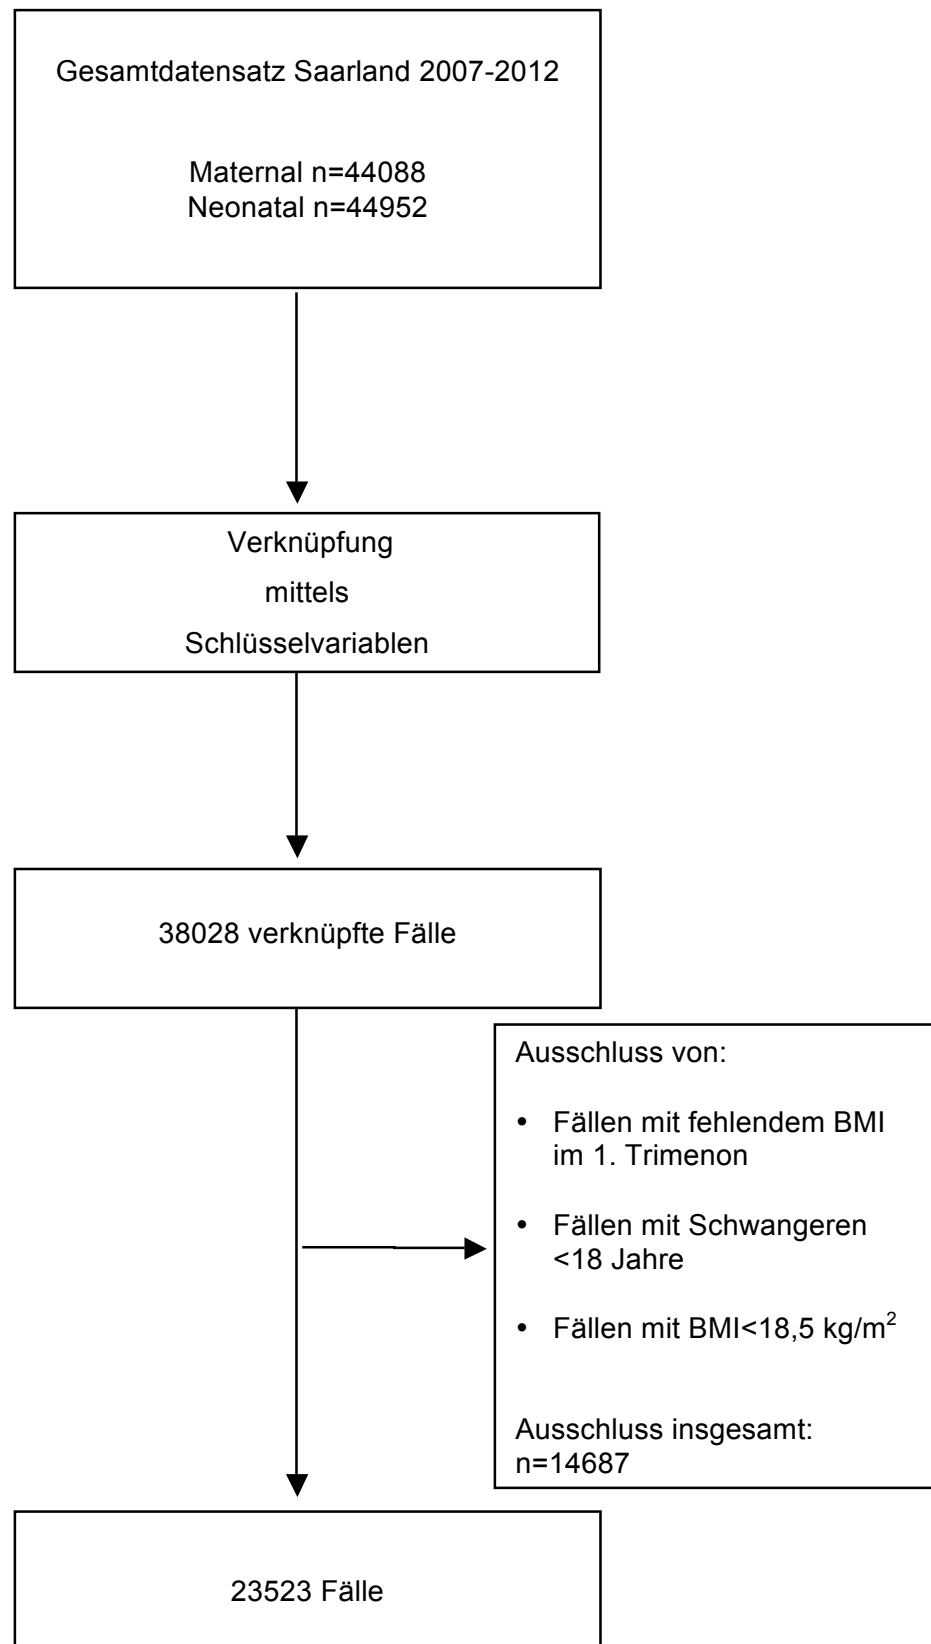 Gesamtdatensatz Saarland 2007-2012
Maternal n=44088
Neonatal n=44952
Verknüpfung
mittels
Schlüsselvariablen
38028 verknüpfte Fälle
Ausschluss von:
• Fällen mit fehlendem BMI
im 1. Trimenon
• Fällen mit Schwangeren
<18 Jahre
• Fällen mit BMI<18,5 kg/m²
Ausschluss insgesamt:
n=14687
23523 Fälle